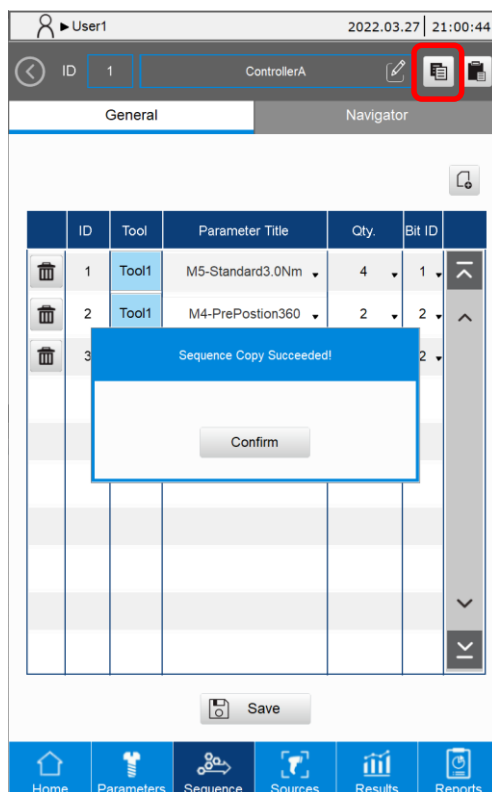 ►User1 2022.03.27 21:00:44
ID 1 ControllerA
General Navigator
ID Tool Parameter Title Qty. Bit ID
1 Tool1 M5-Standard3.0Nm 4 1
2 Tool1 M4-PrePostion360 2 2
3 2
Sequence Copy Succeeded!
Confirm
Save
Home Parameters Sequence Sources Results Reports